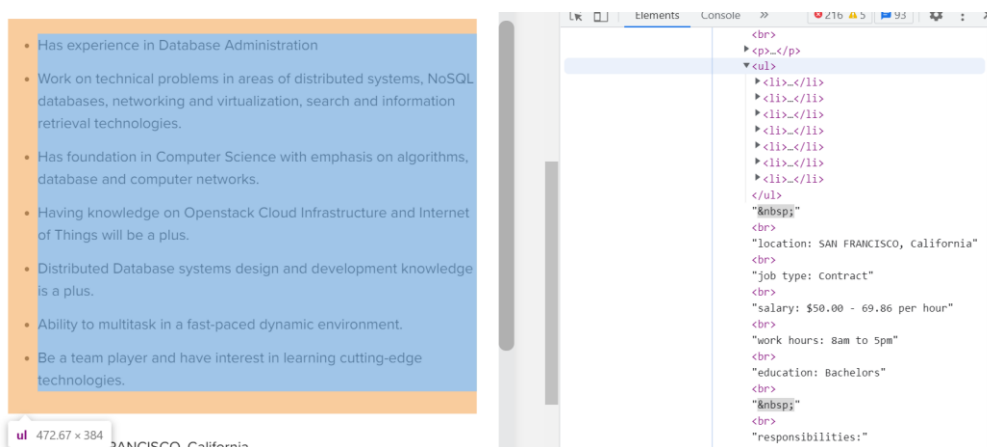 • Has experience in Database Administration
• Work on technical problems in areas of distributed systems, NoSQL
databases, networking and virtualization, search and information
retrieval technologies.
• Has foundation in Computer Science with emphasis on algorithms,
database and computer networks.
• Having knowledge on Openstack Cloud Infrastructure and Internet
of Things will be a plus.
• Distributed Database systems design and development knowledge
is a plus.
• Ability to multitask in a fast-paced dynamic environment.
• Be a team player and have interest in learning cutting-edge
technologies.
ul 472.67 × 384
FRANCISCO, California
Elements Console » 216 5 93
<br>
<p>…</p>
<ul>
<li>…</li>
<li>…</li>
<li>…</li>
<li>…</li>
<li>…</li>
<li>…</li>
<li>…</li>
</ul>
"&nbsp;"
<br>
"location: SAN FRANCISCO, California"
<br>
"job type: Contract"
<br>
"salary: $50.00 - 69.86 per hour"
<br>
"work hours: 8am to 5pm"
<br>
"education: Bachelors"
<br>
"&nbsp;"
<br>
"responsibilities:"